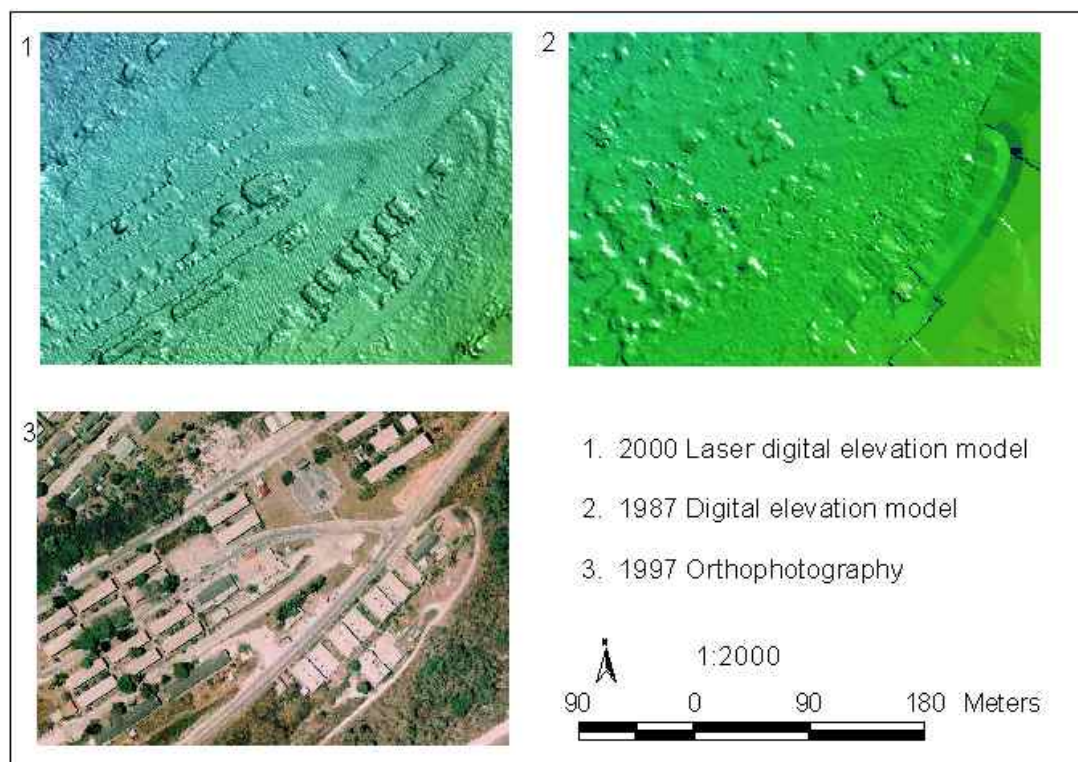 1
2
3
1. 2000 Laser digital elevation model
2. 1987 Digital elevation model
3. 1997 Orthophotography
1:2000
90 0 90 180 Meters